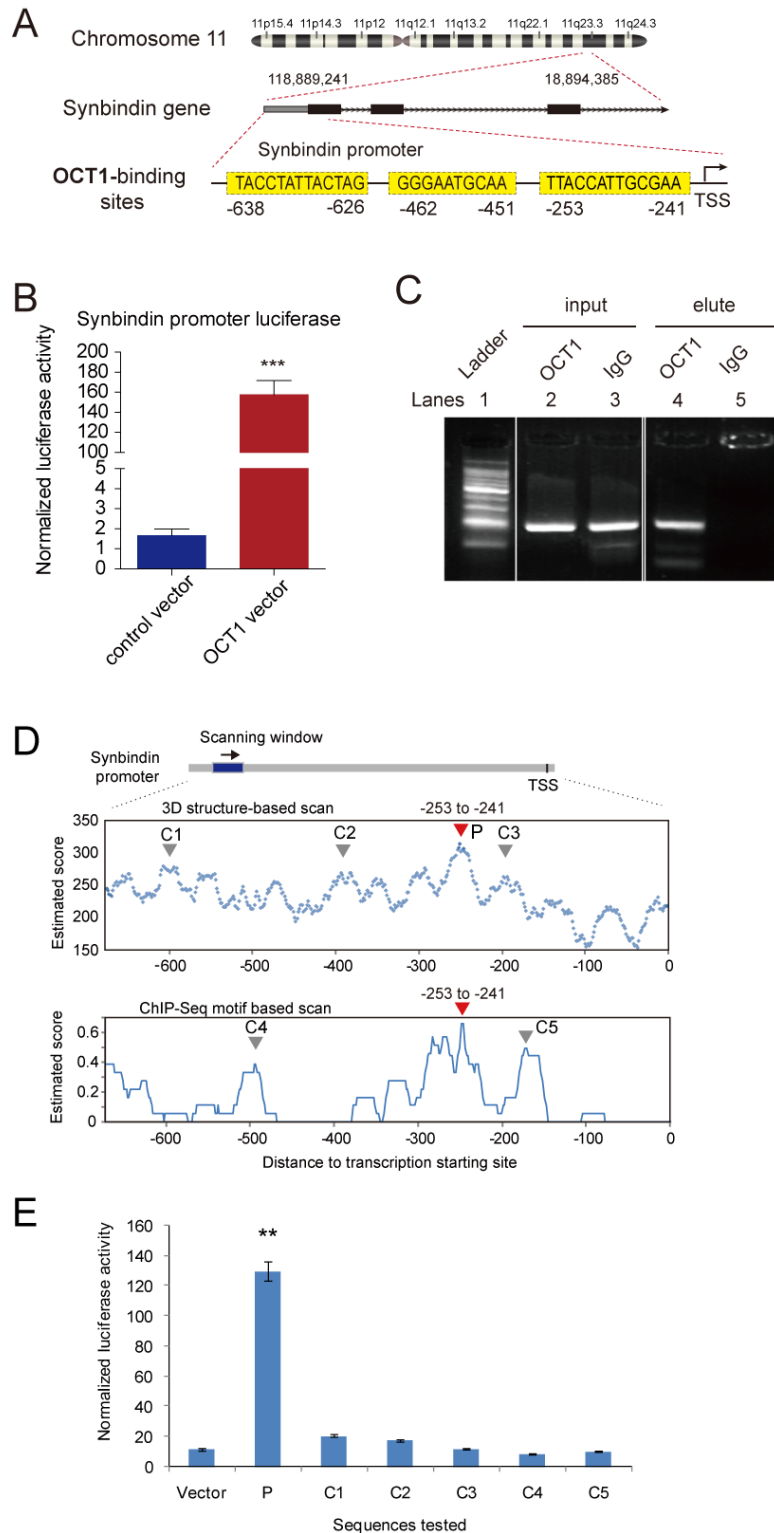 A
11p15.4 11p14.3 11p12 11q12.1 11q13.2 11q22.1 11q23.3 11q24.3
Chromosome 11
118,889,241 18,894,385
Synbindin gene
Synbindin promoter
OCT1-binding
sites
TACCTATTACTAG GGGAATGCAA TTACCATTGCGAA
-638 -626 -462 -451 -253 -241 TSS
B
Synbindin promoter luciferase
Normalized luciferase activity
200
180
160
140
120
100
5
4
3
2
1
0
***
control vector
OCT1 vector
C
input elute
Ladder OCT1 IgG OCT1 IgG
Lanes 1 2 3 4 5
D
Scanning window
Synbindin
promoter
TSS
3D structure-based scan -253 to -241
C1 C2 P C3
Estimated score
350
300
250
200
150
-600 -500 -400 -300 -200 -100 0
ChIP-Seq motif based scan -253 to -241
C4 C5
Estimated score
0.6
0.4
0.2
0
-600 -500 -400 -300 -200 -100 0
Distance to transcription starting site
E
Normalized luciferase activity
160
140
120
100
80
60
40
20
0
**
Vector P C1 C2 C3 C4 C5
Sequences tested